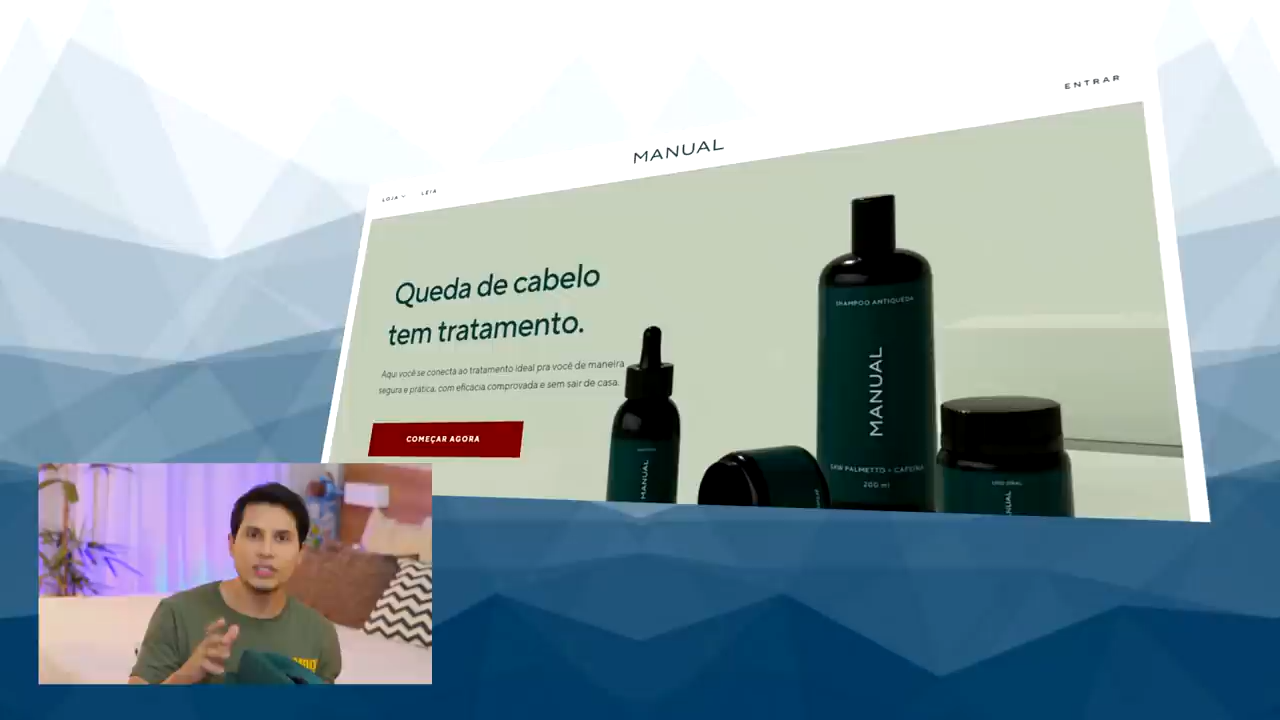 ENTRAR
MANUAL
LOJA
LEIA
Queda de cabelo
tem tratamento.
Aqui você se conecta ao tratamento ideal pra você de maneira
segura e prática, com eficácia comprovada e sem sair de casa.
COMEÇAR AGORA
SHAMPOO ANTIQUEDA
MANUAL
SAW PALMETTO + CAFEÍNA
200 ml
MANUAL
USO ORAL
MANUAL